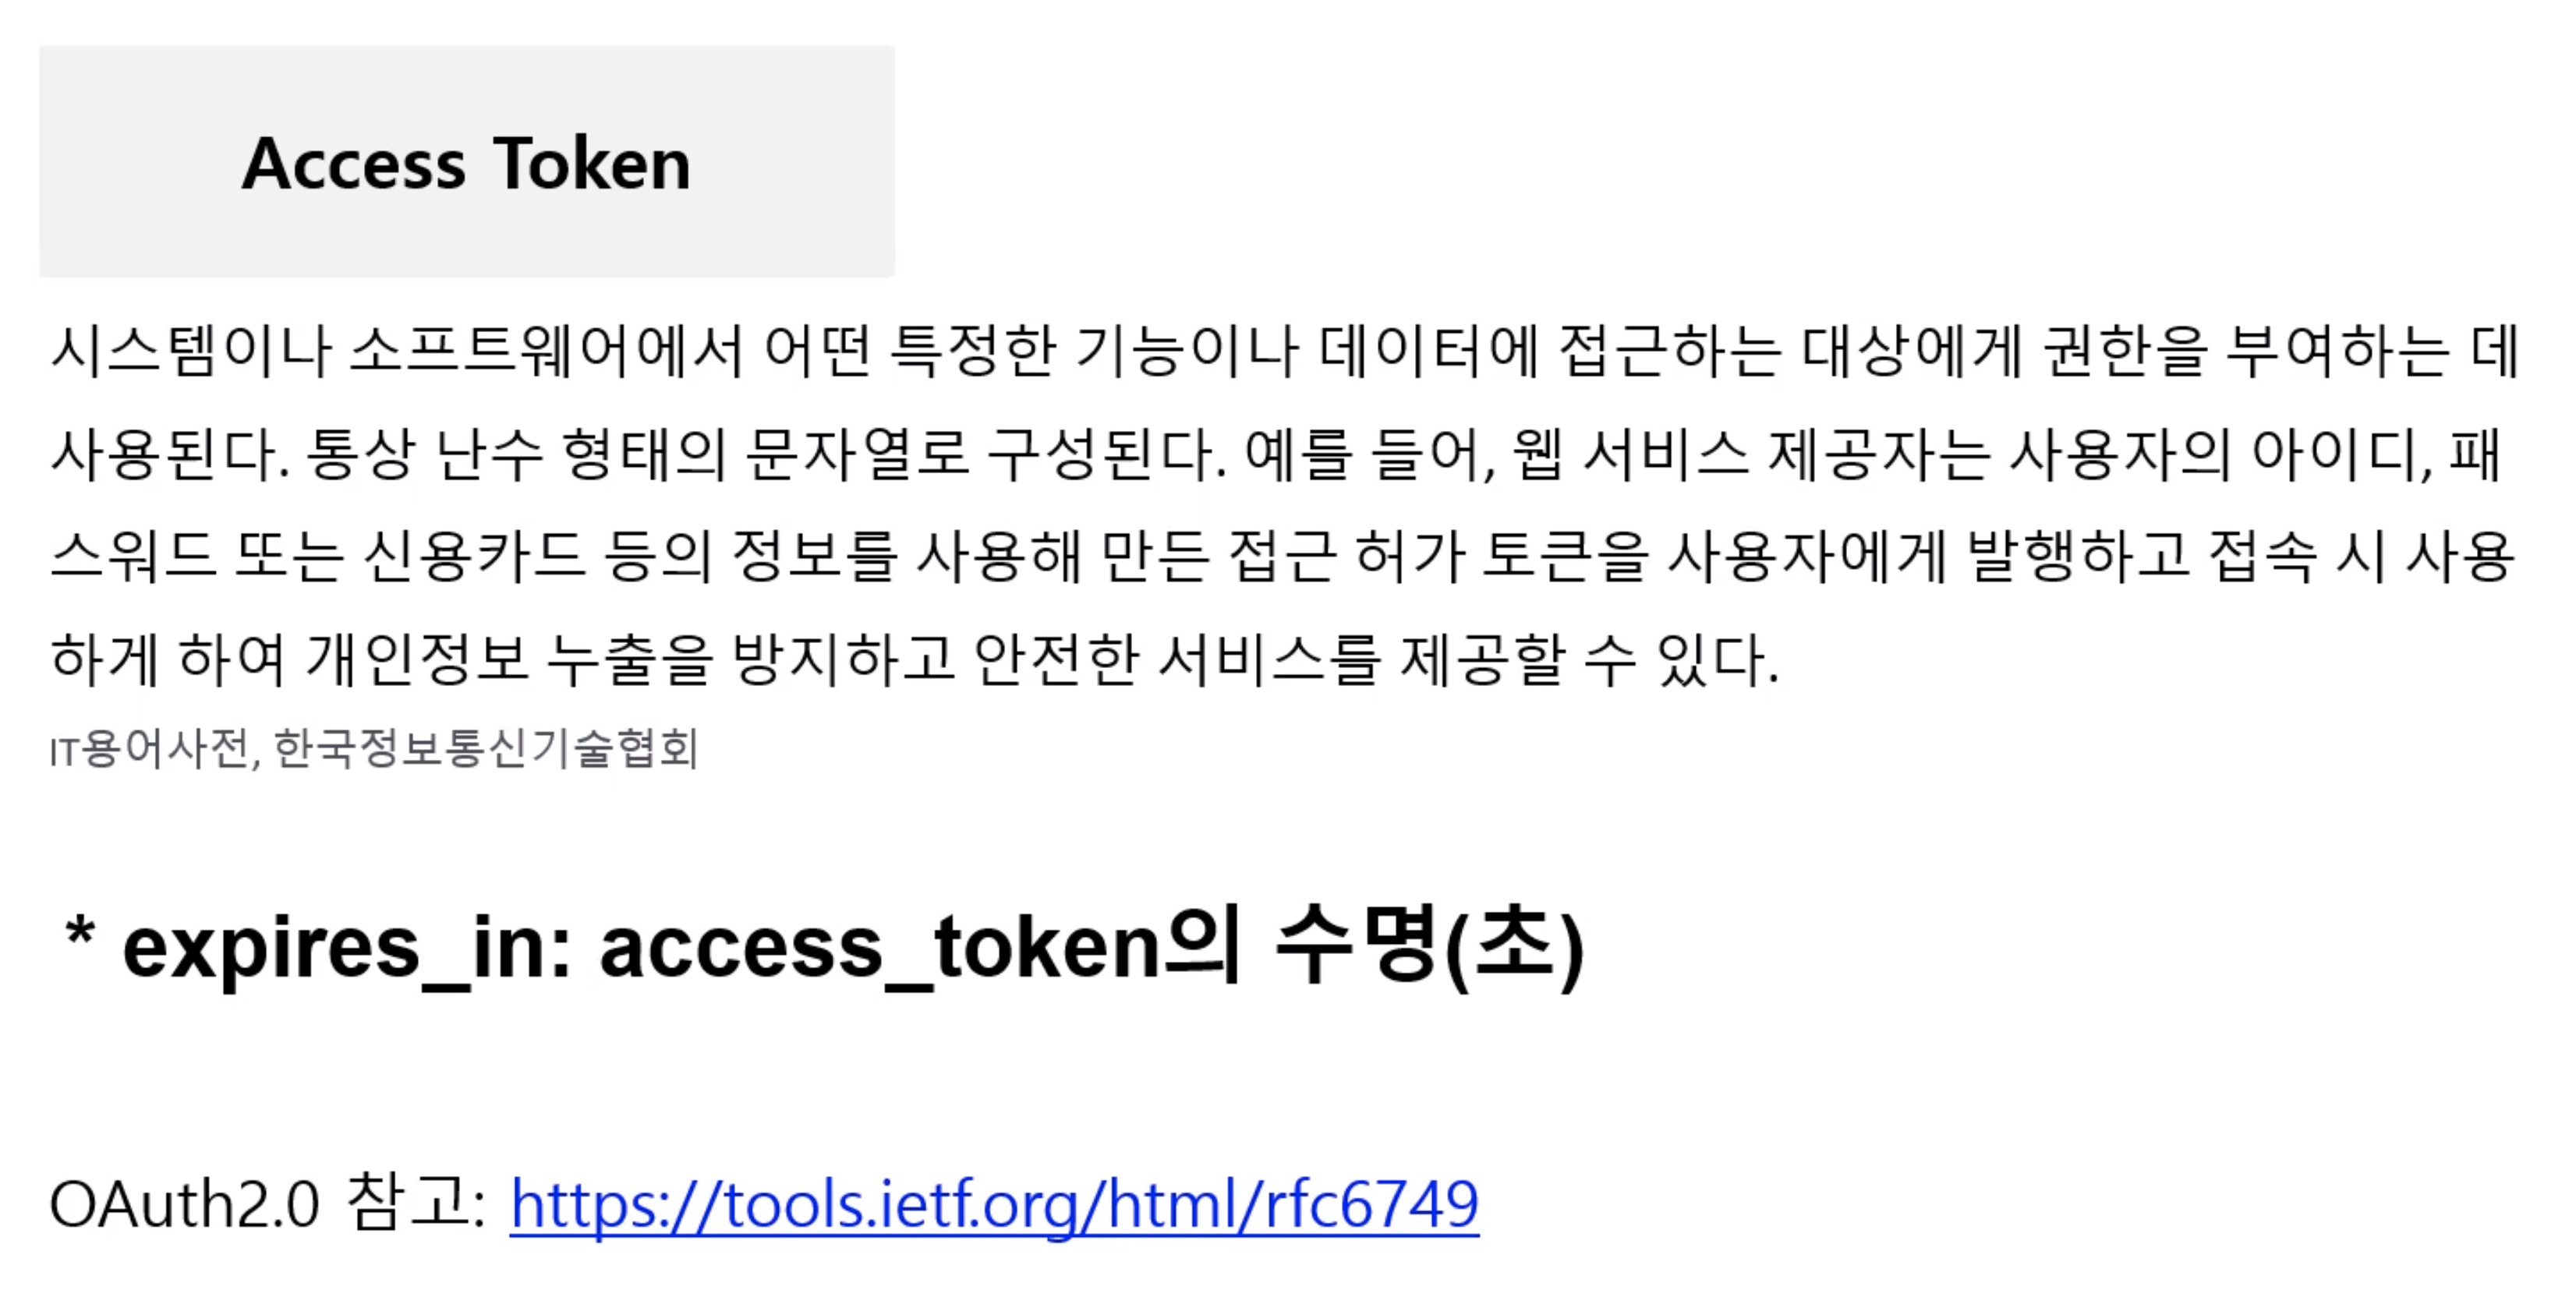 Access Token
시스템이나 소프트웨어에서 어떤 특정한 기능이나 데이터에 접근하는 대상에게 권한을 부여하는 데
사용된다. 통상 난수 형태의 문자열로 구성된다. 예를 들어, 웹 서비스 제공자는 사용자의 아이디, 패
스워드 또는 신용카드 등의 정보를 사용해 만든 접근 허가 토큰을 사용자에게 발행하고 접속 시 사용
하게 하여 개인정보 누출을 방지하고 안전한 서비스를 제공할 수 있다.
IT용어사전, 한국정보통신기술협회
* expires_in: access_token의 수명(초)
OAuth2.0 참고: https://tools.ietf.org/html/rfc6749